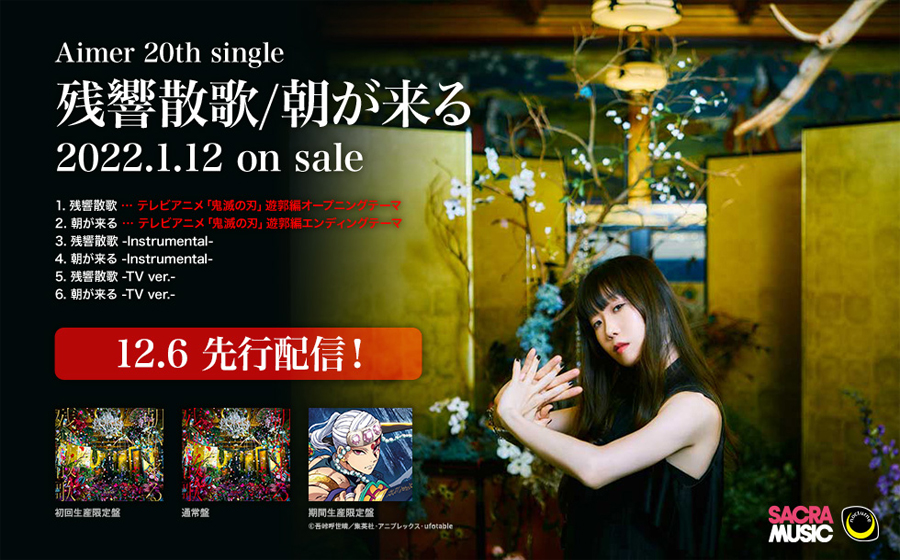 Aimer 20th single
残響散歌/朝が来る
2022.1.12 on sale
1. 残響散歌 … テレビアニメ「鬼滅の刃」遊郭編オープニングテーマ
2. 朝が来る … テレビアニメ「鬼滅の刃」遊郭編エンディングテーマ
3. 残響散歌 -Instrumental-
4. 朝が来る -Instrumental-
5. 残響散歌 -TV ver.-
6. 朝が来る -TV ver.-
12.6 先行配信!
初回生産限定盤
通常盤
期間生産限定盤
©吾峠呼世晴/集英社・アニプレックス・ufotable
SACRA
MUSIC
nocturne